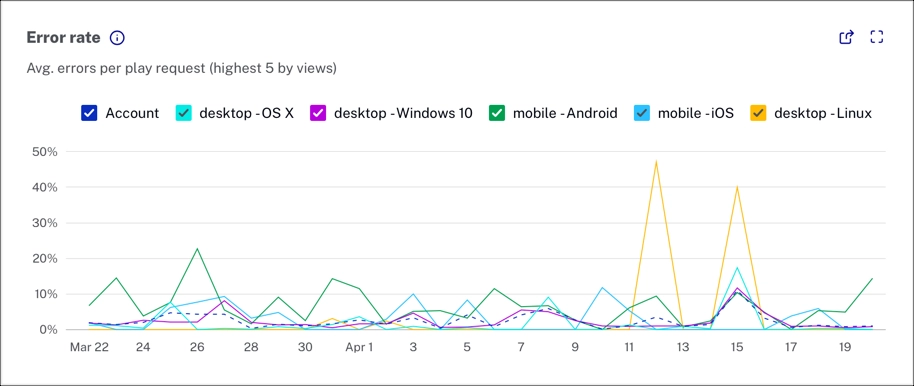 Error rate
Avg. errors per play request (highest 5 by views)
Account desktop - OS X desktop - Windows 10 mobile - Android mobile - iOS desktop - Linux
50%
40%
30%
20%
10%
0%
Mar 22 24 26 28 30 Apr 1 3 5 7 9 11 13 15 17 19